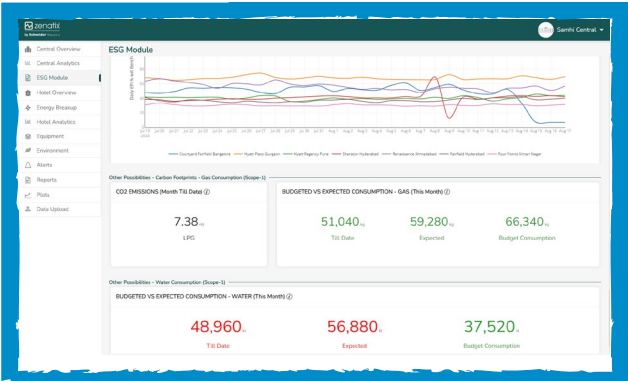 zenatix
by Schneider Electric
Samhi Central
Central Overview
Central Analytics
ESG Module
Hotel Overview
Energy Breakup
Hotel Analytics
Equipment
Environment
Alerts
Reports
Plots
Data Upload
ESG Module
Courtyard Fairfield Bangalore
Hyatt Place Gurgaon
Hyatt Regency Pune
Sheraton Hyderabad
Renaissance Ahmedabad
Fairfield Hyderabad
Four Points Viman Nagar
Other Possibilities - Carbon Footprints - Gas Consumption (Scope-1)
CO2 EMISSIONS (Month Till Date)
7.38
LPG
BUDGETED VS EXPECTED CONSUMPTION - GAS (This Month)
51,040 kg
59,280 kg
66,340 kg
Till Date
Expected
Budget Consumption
Other Possibilities - Water Consumption (Scope-1)
BUDGETED VS EXPECTED CONSUMPTION - WATER (This Month)
48,960
56,880
37,520
Till Date
Expected
Budget Consumption